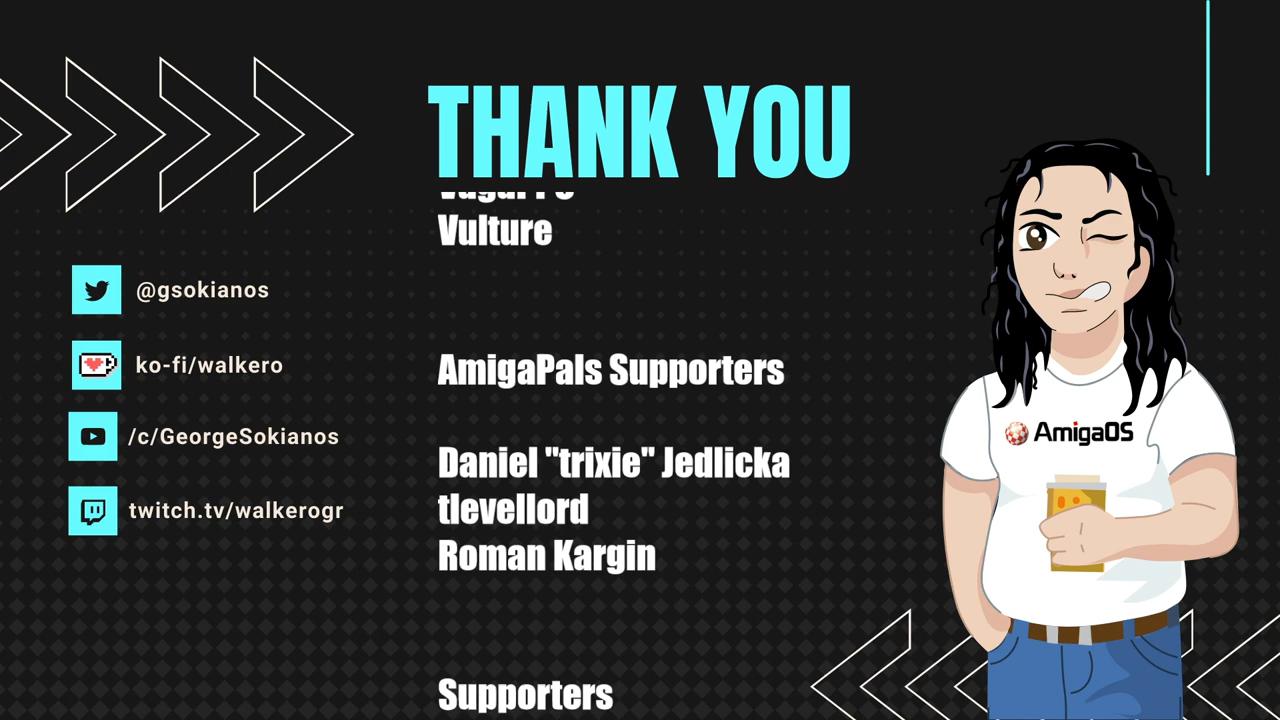 THANK YOU
Vulture
@gsokianos
ko-fi/walkero
/c/GeorgeSokianos
twitch.tv/walkerogr
AmigaPals Supporters
Daniel "trixie" Jedlicka
tlevellord
Roman Kargin
Supporters
AmigaOS